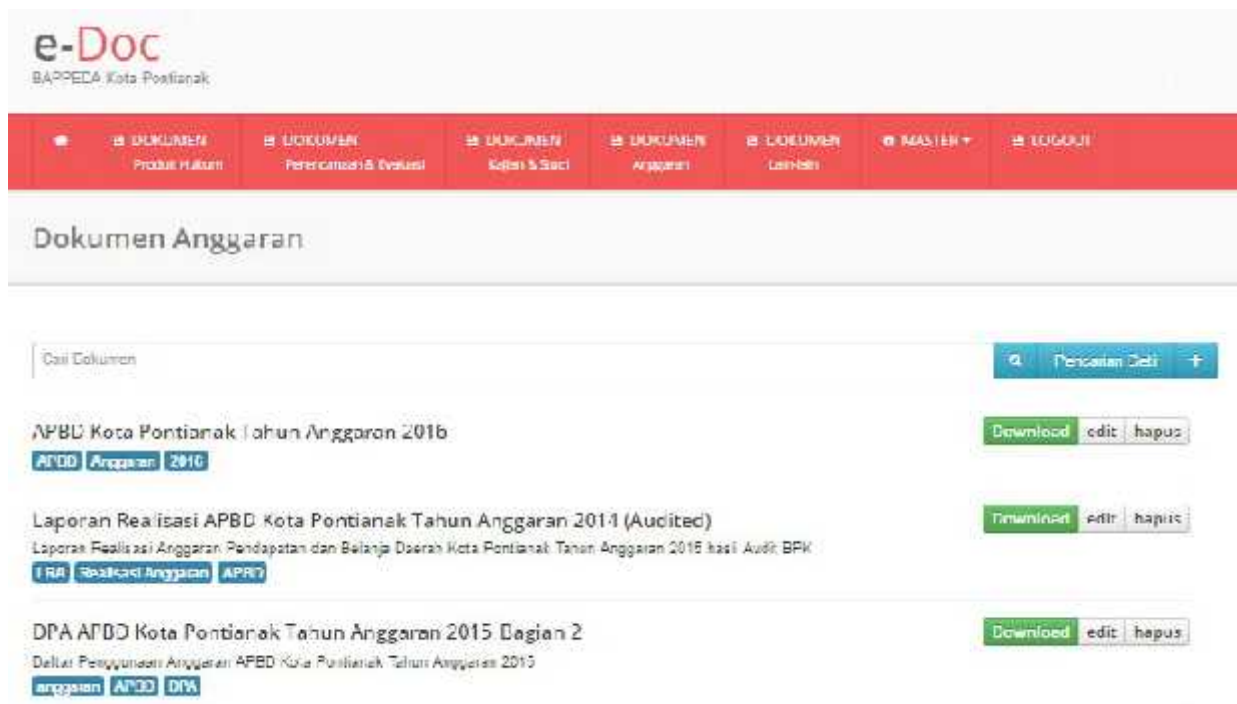 e-Doc
BAPPEDA Kota Pontianak
DOKUMEN Produk Hukum
DOKUMEN Perencanaan & Evaluasi
DOKUMEN Kajian & Studi
DOKUMEN Anggaran
DOKUMEN Lain-lain
MASTER
LOGOUT
Dokumen Anggaran
Cari Dokumen
Pencarian +
APBD Kota Pontianak Tahun Anggaran 2016
Download edit hapus
APBD Anggaran 2016
Laporan Realisasi APBD Kota Pontianak Tahun Anggaran 2014 (Audited)
Download edit hapus
Laporan Realisasi Anggaran Pendapatan dan Belanja Daerah Kota Pontianak Tahun Anggaran 2015 hasil Audit BPK
LRA Realisasi Anggaran APBD
DPA APBD Kota Pontianak Tahun Anggaran 2015 Bagian 2
Download edit hapus
Daftar Penggunaan Anggaran APBD Kota Pontianak Tahun Anggaran 2015
anggaran APBD DPA